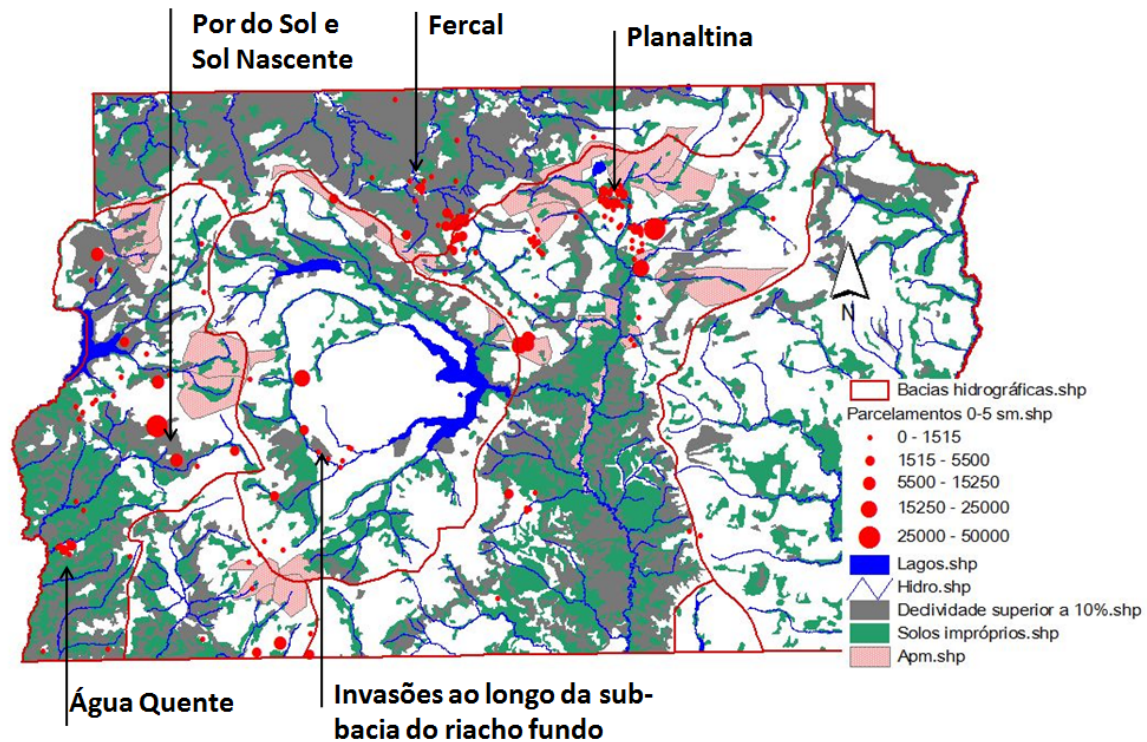 Por do Sol e
Sol Nascente
Fercal
Planaltina
N
Bacias hidrográficas.shp
Parcelamentos 0-5 sm.shp
0 - 1515
1515 - 5500
5500 - 15250
15250 - 25000
25000 - 50000
Lagos.shp
Hidro.shp
Declividade superior a 10%.shp
Solos impróprios.shp
Apm.shp
Água Quente
Invasões ao longo da sub-
bacia do riacho fundo